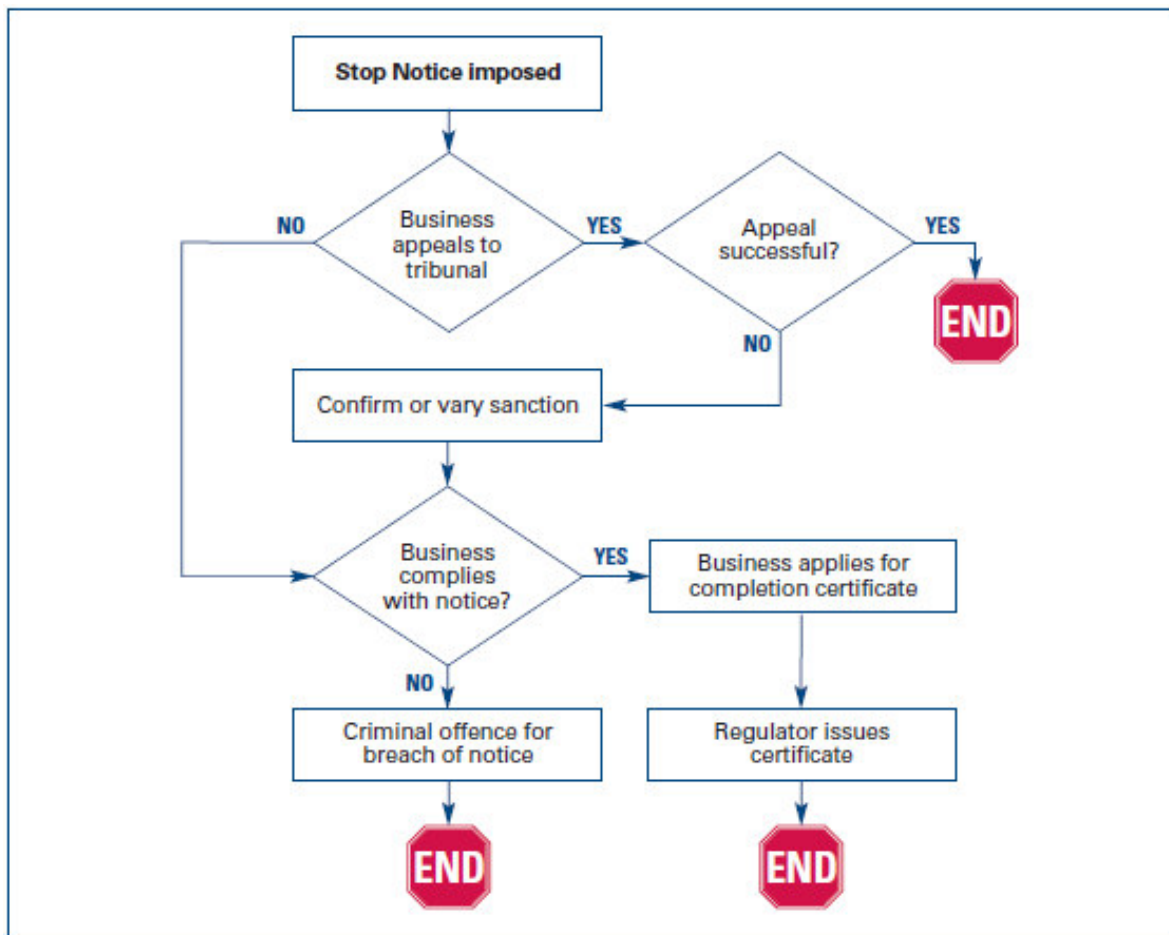 Stop Notice imposed
NO
Business
appeals to
tribunal
YES
Appeal
successful?
YES
END
NO
Confirm or vary sanction
Business
complies
with notice?
YES
Business applies for
completion certificate
NO
Criminal offence for
breach of notice
Regulator issues
certificate
END
END